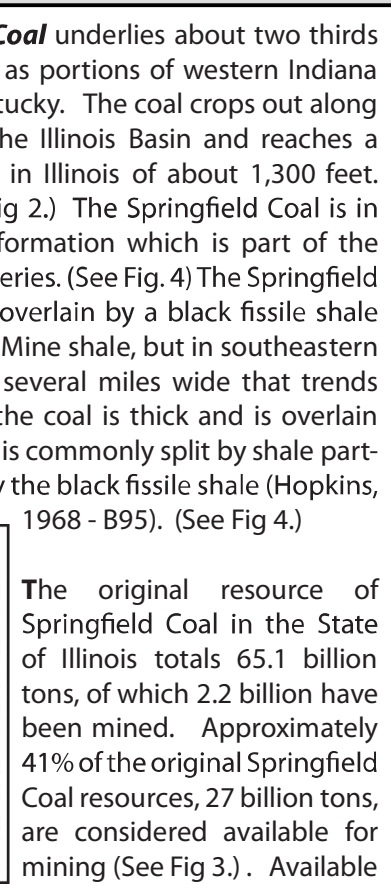 Coal underlies about two thirds
as portions of western Indiana
tucky. The coal crops out along
he Illinois Basin and reaches a
in Illinois of about 1,300 feet.
ig 2.) The Springfield Coal is in
formation which is part of the
eries. (See Fig. 4) The Springfield
overlain by a black fissile shale
Mine shale, but in southeastern
several miles wide that trends
the coal is thick and is overlain
is commonly split by shale part-
y the black fissile shale (Hopkins,
1968 - B95). (See Fig 4.)
The original resource of
Springfield Coal in the State
of Illinois totals 65.1 billion
tons, of which 2.2 billion have
been mined. Approximately
41% of the original Springfield
Coal resources, 27 billion tons,
are considered available for
mining (See Fig 3.) . Available